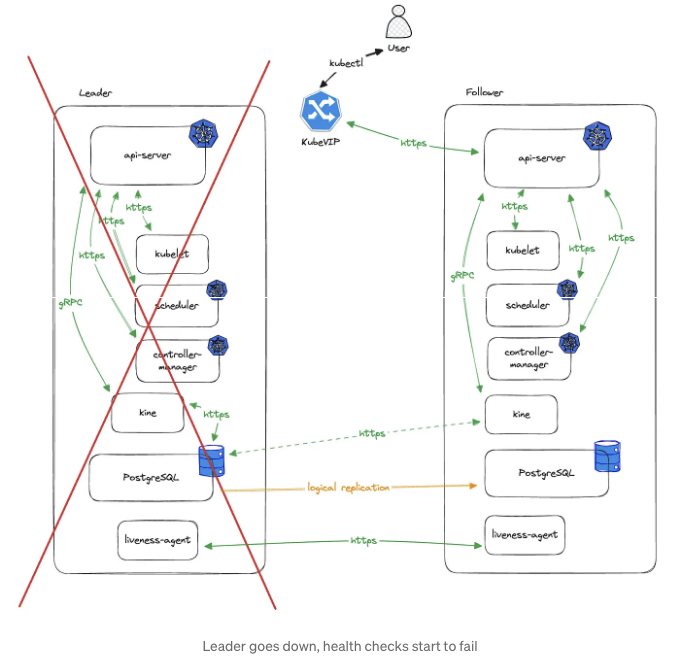 User
kubectl
KubeVIP
https
Leader
api-server
https
https
https
gRPC
kubelet
scheduler
controller-
manager
kine
https
PostgreSQL
liveness-agent
https
logical replication
https
Follower
api-server
https
https
https
gRPC
kubelet
scheduler
controller-
manager
kine
PostgreSQL
liveness-agent
Leader goes down, health checks start to fail